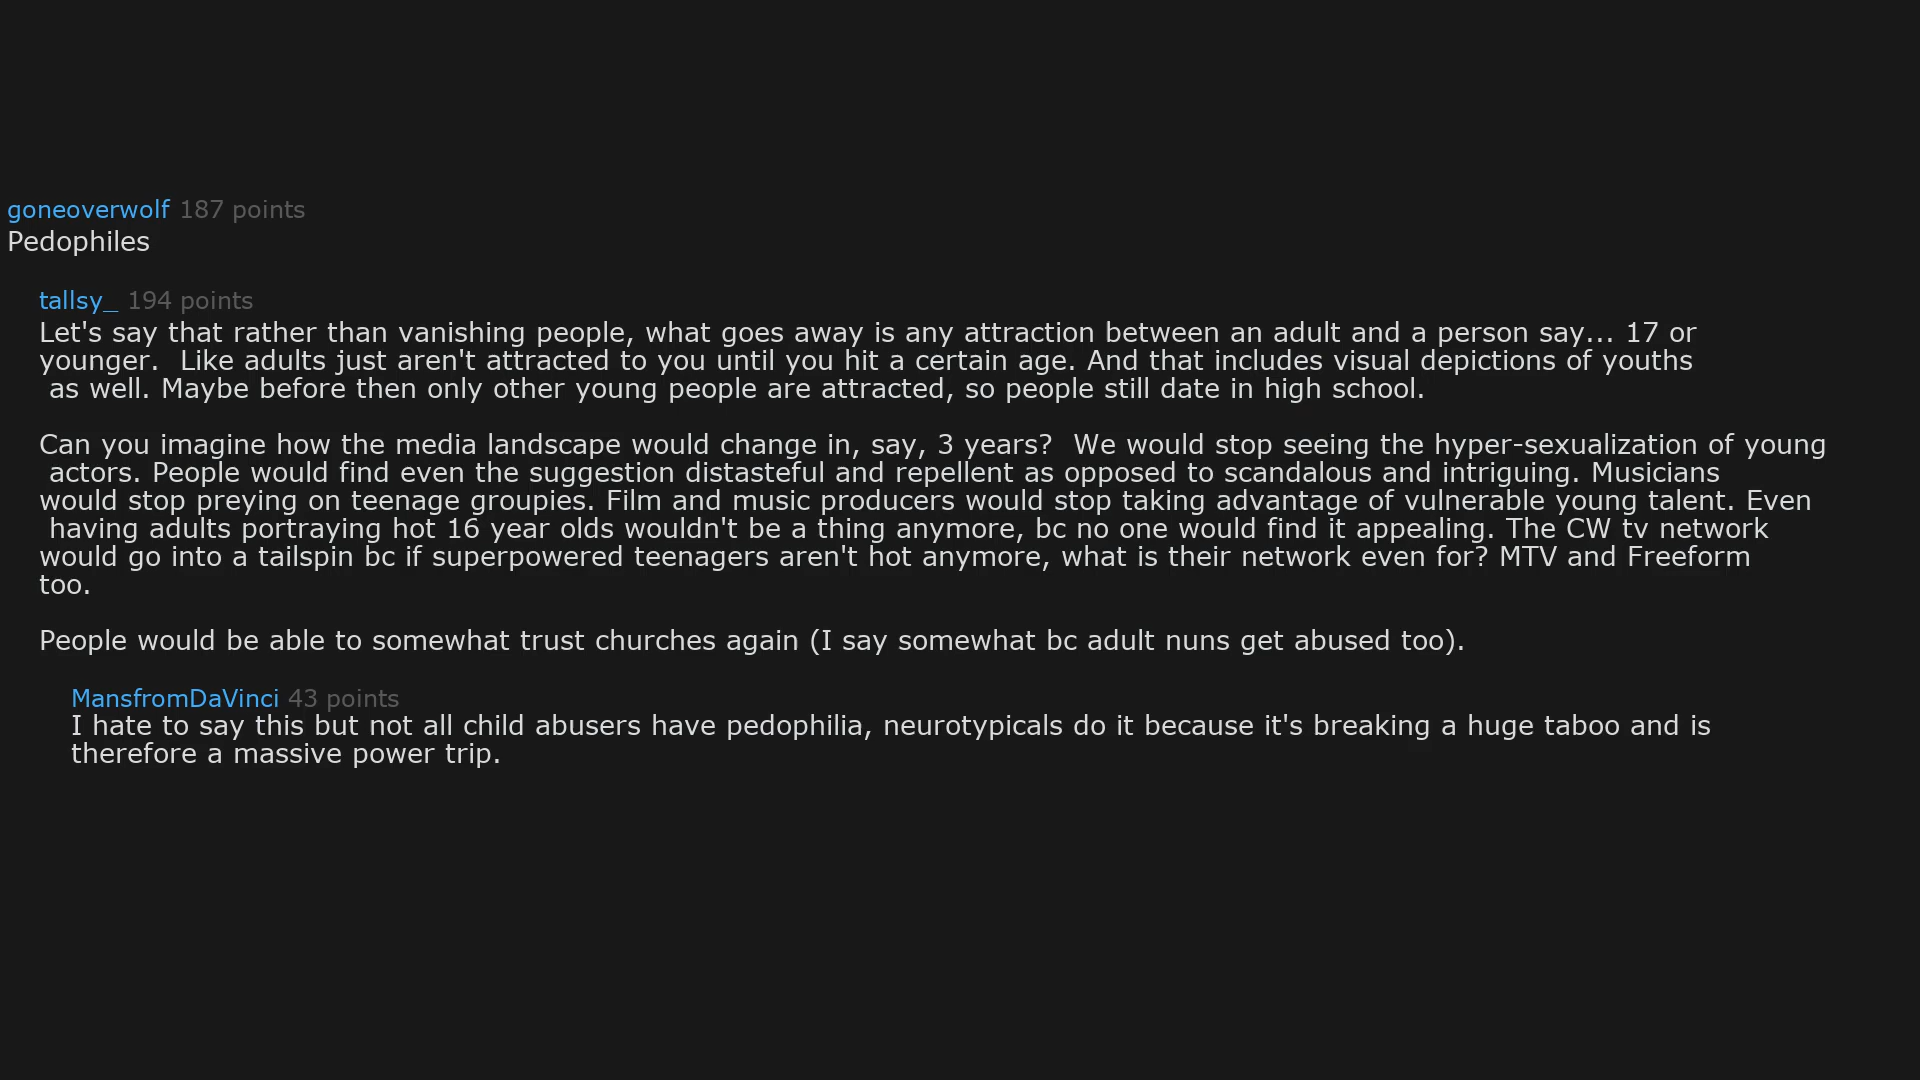 goneoverwolf 187 points
Pedophiles
tallsy_ 194 points
Let's say that rather than vanishing people, what goes away is any attraction between an adult and a person say... 17 or
younger.  Like adults just aren't attracted to you until you hit a certain age. And that includes visual depictions of youths
as well. Maybe before then only other young people are attracted, so people still date in high school.
Can you imagine how the media landscape would change in, say, 3 years?  We would stop seeing the hyper-sexualization of young
actors. People would find even the suggestion distasteful and repellent as opposed to scandalous and intriguing. Musicians
would stop preying on teenage groupies. Film and music producers would stop taking advantage of vulnerable young talent. Even
having adults portraying hot 16 year olds wouldn't be a thing anymore, bc no one would find it appealing. The CW tv network
would go into a tailspin bc if superpowered teenagers aren't hot anymore, what is their network even for? MTV and Freeform
too.
People would be able to somewhat trust churches again (I say somewhat bc adult nuns get abused too).
MansfromDaVinci 43 points
I hate to say this but not all child abusers have pedophilia, neurotypicals do it because it's breaking a huge taboo and is
therefore a massive power trip.